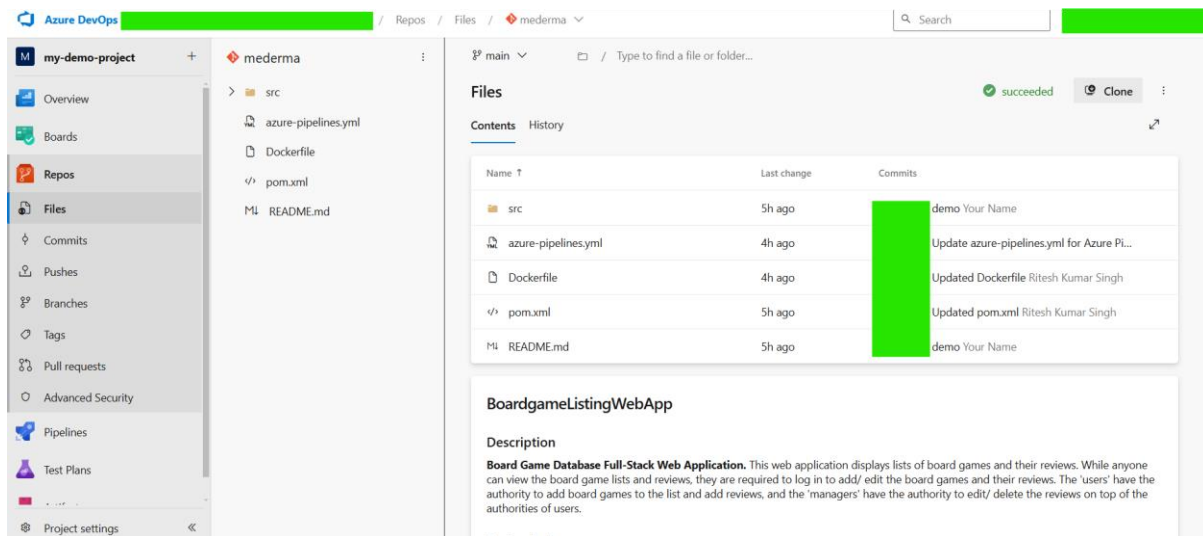 Azure DevOps / Repos / Files / mederma
Search
M my-demo-project +
Overview
Boards
Repos
Files
Commits
Pushes
Branches
Tags
Pull requests
Advanced Security
Pipelines
Test Plans
Project settings
mederma
src
azure-pipelines.yml
Dockerfile
pom.xml
README.md
main / Type to find a file or folder...
Files
succeeded Clone
Contents History
Name ↑ Last change Commits
src 5h ago demo Your Name
azure-pipelines.yml 4h ago Update azure-pipelines.yml for Azure Pi...
Dockerfile 4h ago Updated Dockerfile Ritesh Kumar Singh
pom.xml 5h ago Updated pom.xml Ritesh Kumar Singh
README.md 5h ago demo Your Name
BoardgameListingWebApp
Description
Board Game Database Full-Stack Web Application. This web application displays lists of board games and their reviews. While anyone
can view the board game lists and reviews, they are required to log in to add/ edit the board games and their reviews. The 'users' have the
authority to add board games to the list and add reviews, and the 'managers' have the authority to edit/ delete the reviews on top of the
authorities of users.